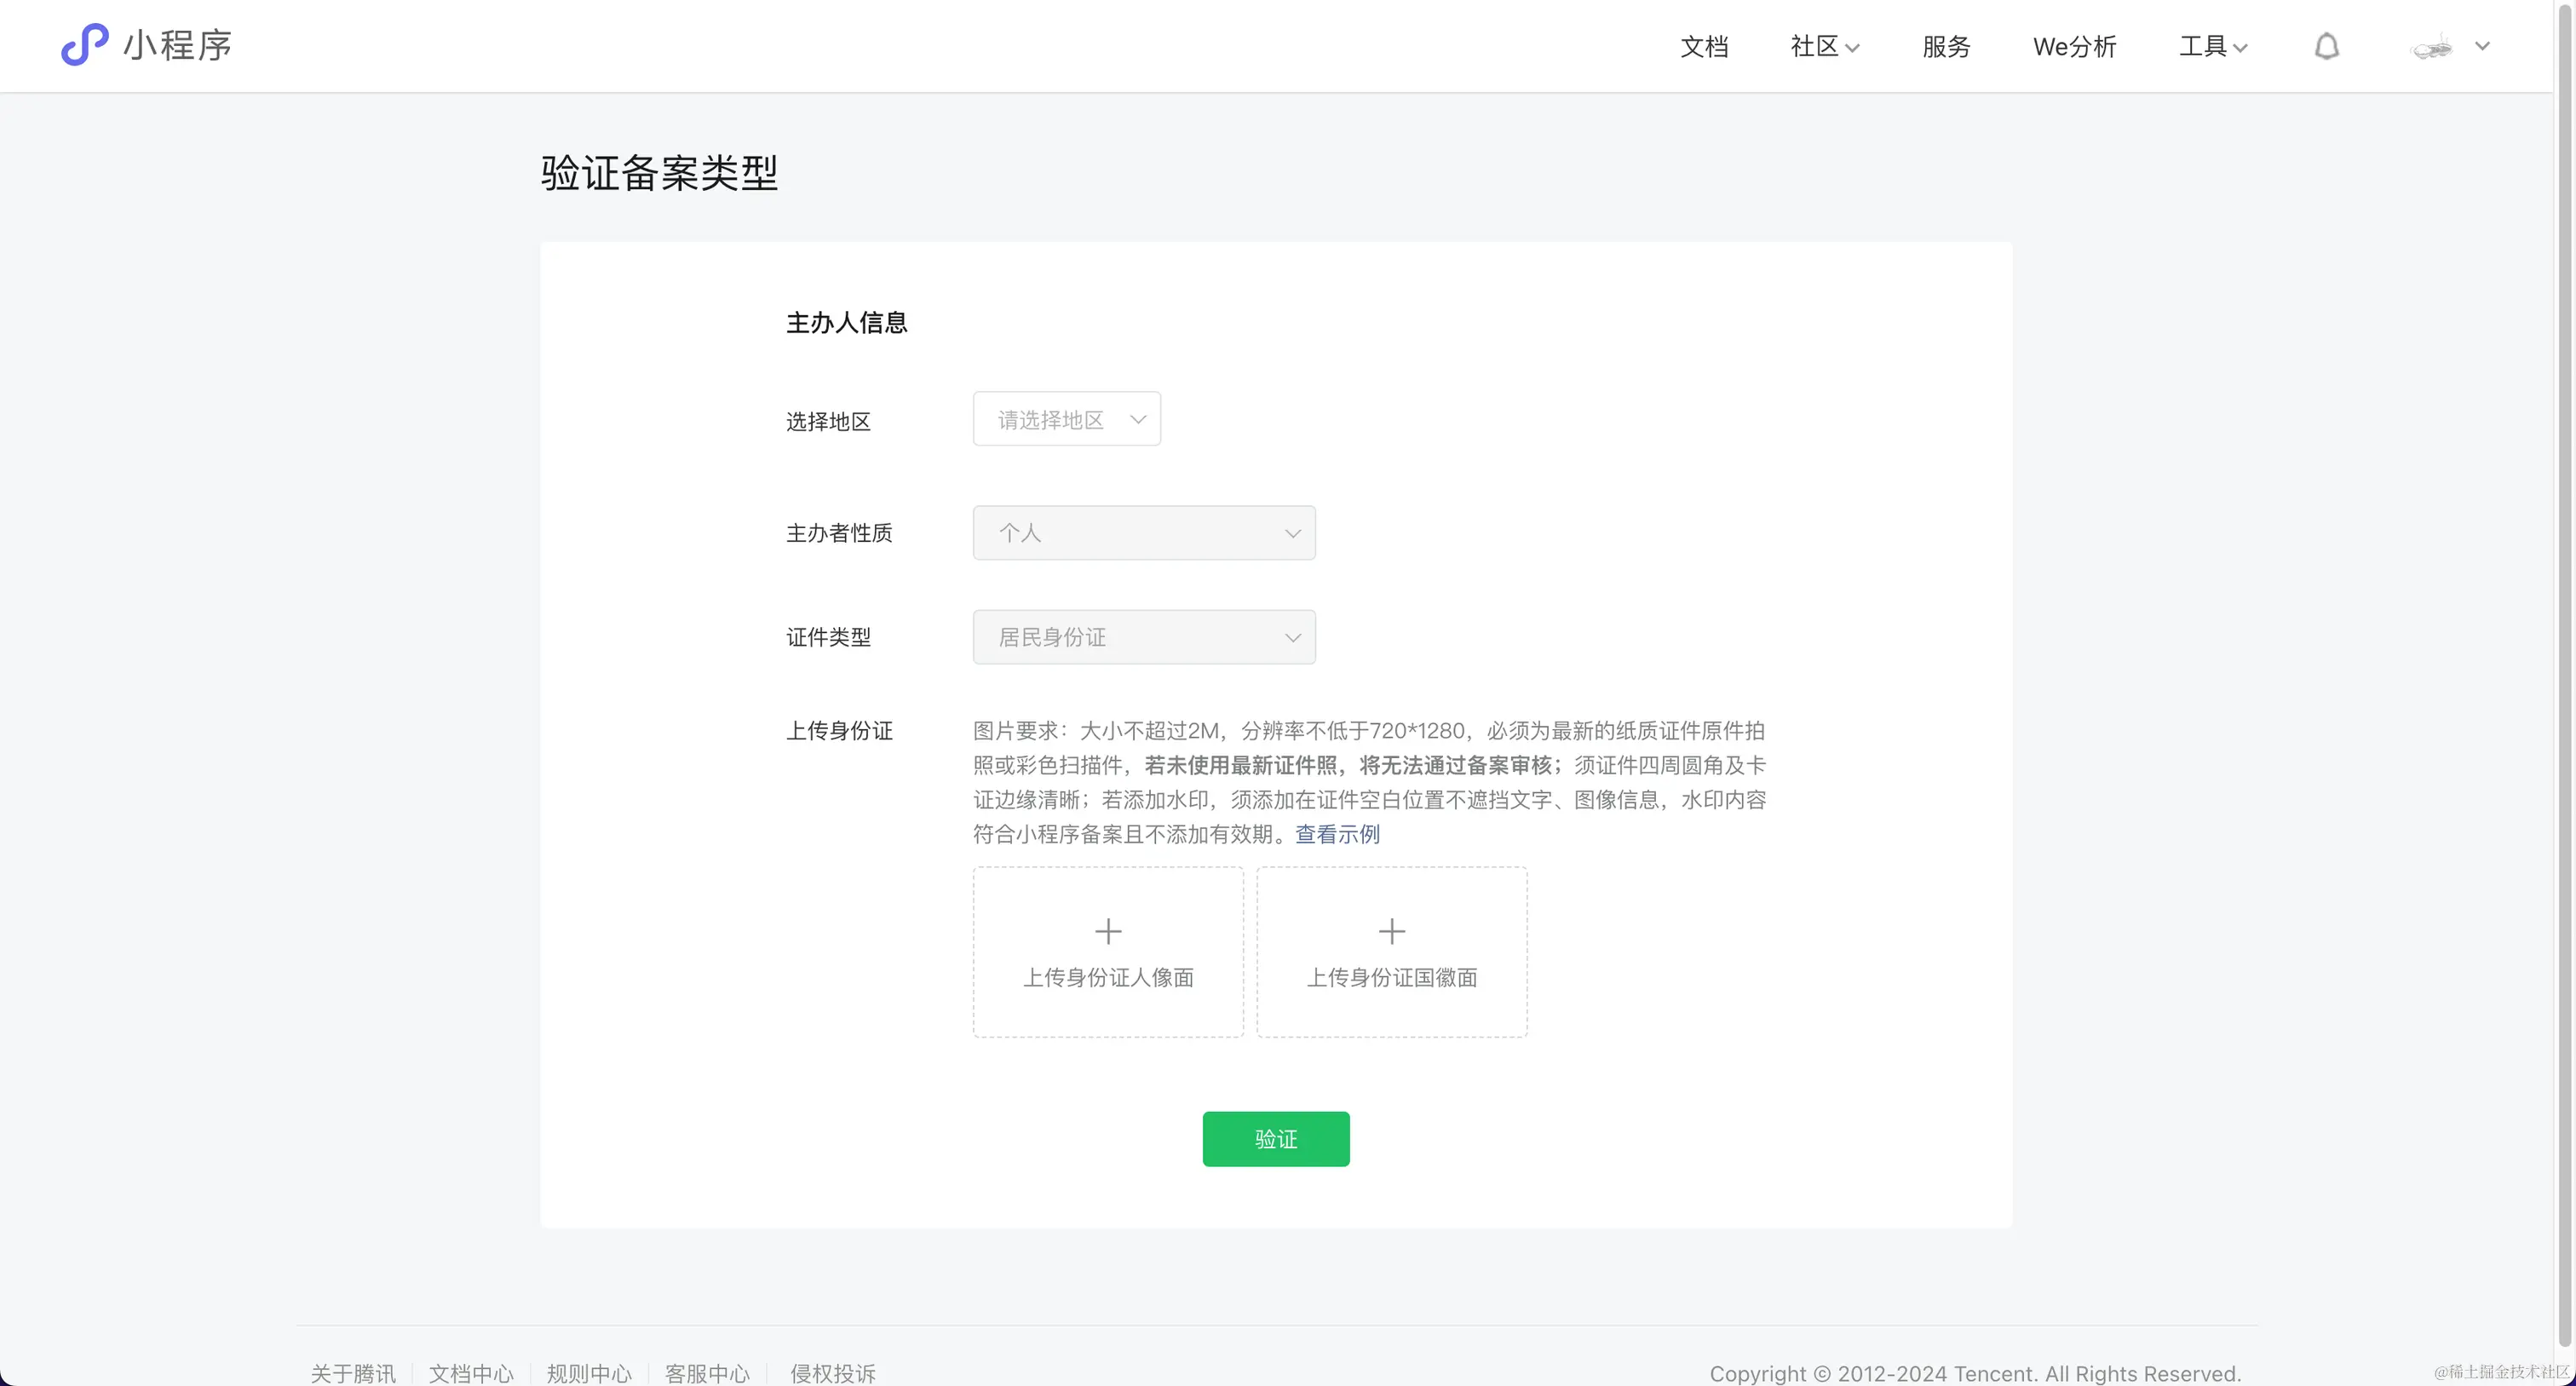 小程序
文档 社区 服务 We分析 工具
验证备案类型
主办人信息
选择地区 请选择地区
主办者性质 个人
证件类型 居民身份证
上传身份证 图片要求：大小不超过2M，分辨率不低于720*1280，必须为最新的纸质证件原件拍
照或彩色扫描件，若未使用最新证件照，将无法通过备案审核；须证件四周圆角及卡
证边缘清晰；若添加水印，须添加在证件空白位置不遮挡文字、图像信息，水印内容
符合小程序备案且不添加有效期。查看示例
上传身份证人像面 上传身份证国徽面
验证
关于腾讯 文档中心 规则中心 客服中心 侵权投诉 Copyright © 2012-2024 Tencent. All Rights Reserved.
@稀土掘金技术社区